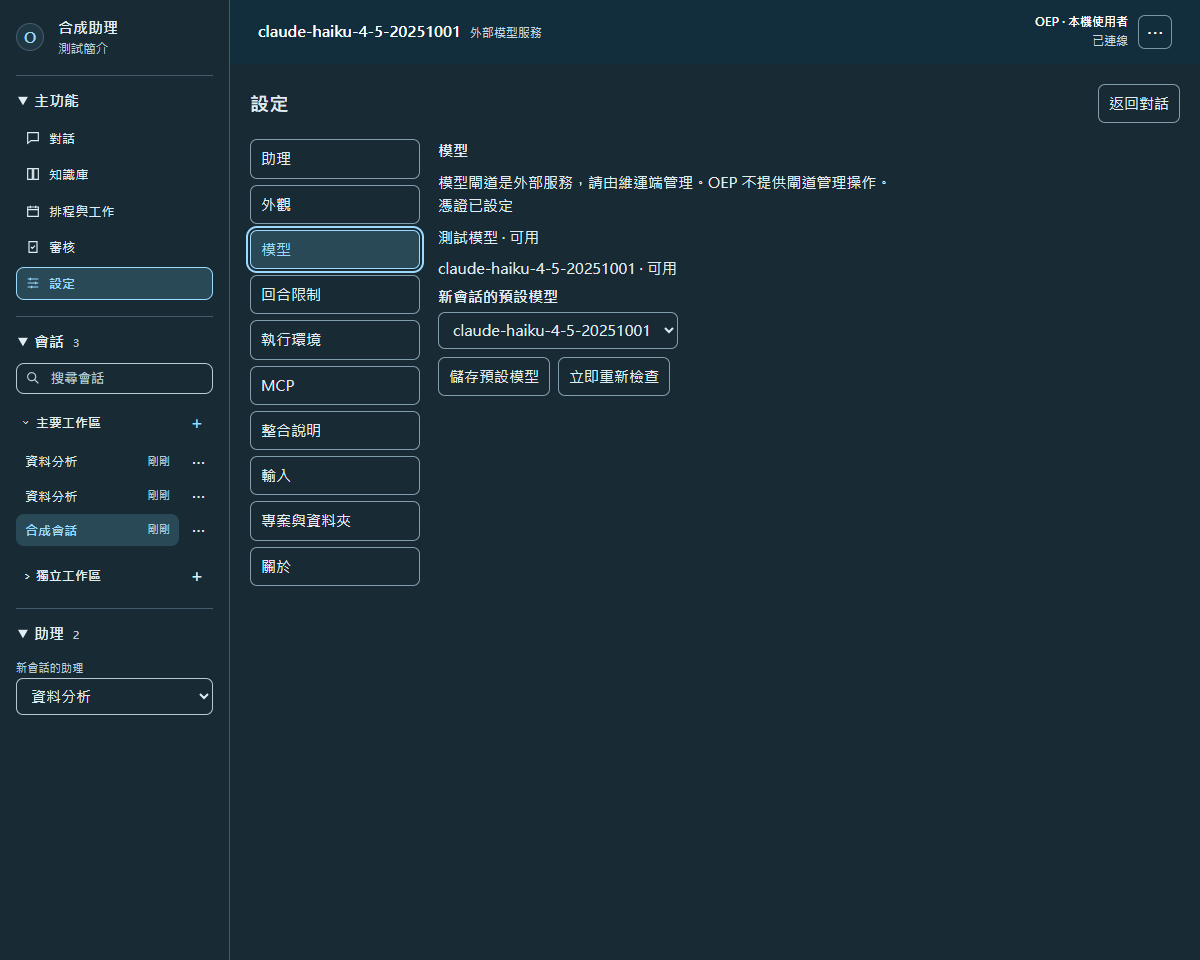 O
合成助理
測試簡介
▼ 主功能
對話
知識庫
排程與工作
審核
設定
▼ 會話 3
搜尋會話
主要工作區 +
資料分析 剛剛 ...
資料分析 剛剛 ...
合成會話 剛剛 ...
獨立工作區 +
▼ 助理 2
新會話的助理
資料分析
claude-haiku-4-5-20251001 外部模型服務
OEP · 本機使用者
已連線
...
設定
返回對話
助理
外觀
模型
回合限制
執行環境
MCP
整合說明
輸入
專案與資料夾
關於
模型
模型閘道是外部服務，請由維運端管理。OEP 不提供閘道管理操作。
憑證已設定
測試模型 · 可用
claude-haiku-4-5-20251001 · 可用
新會話的預設模型
claude-haiku-4-5-20251001
儲存預設模型 立即重新檢查